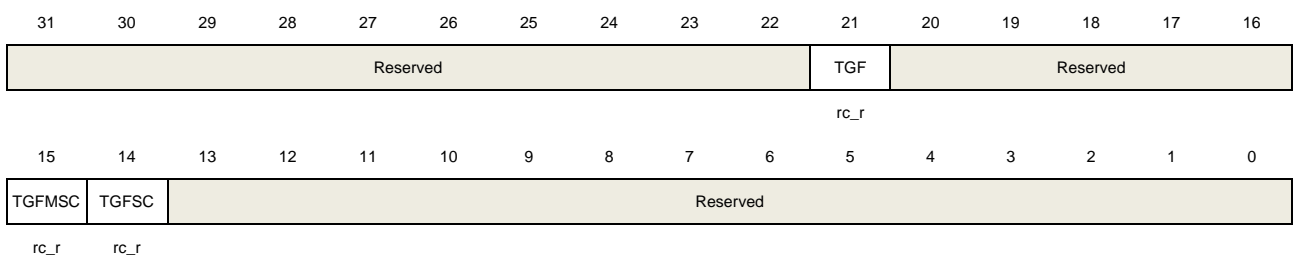 31 30 29 28 27 26 25 24 23 22 21 20 19 18 17 16
Reserved TGF Reserved
rc_r
15 14 13 12 11 10 9 8 7 6 5 4 3 2 1 0
TGFMSC TGFSC Reserved
rc_r rc_r